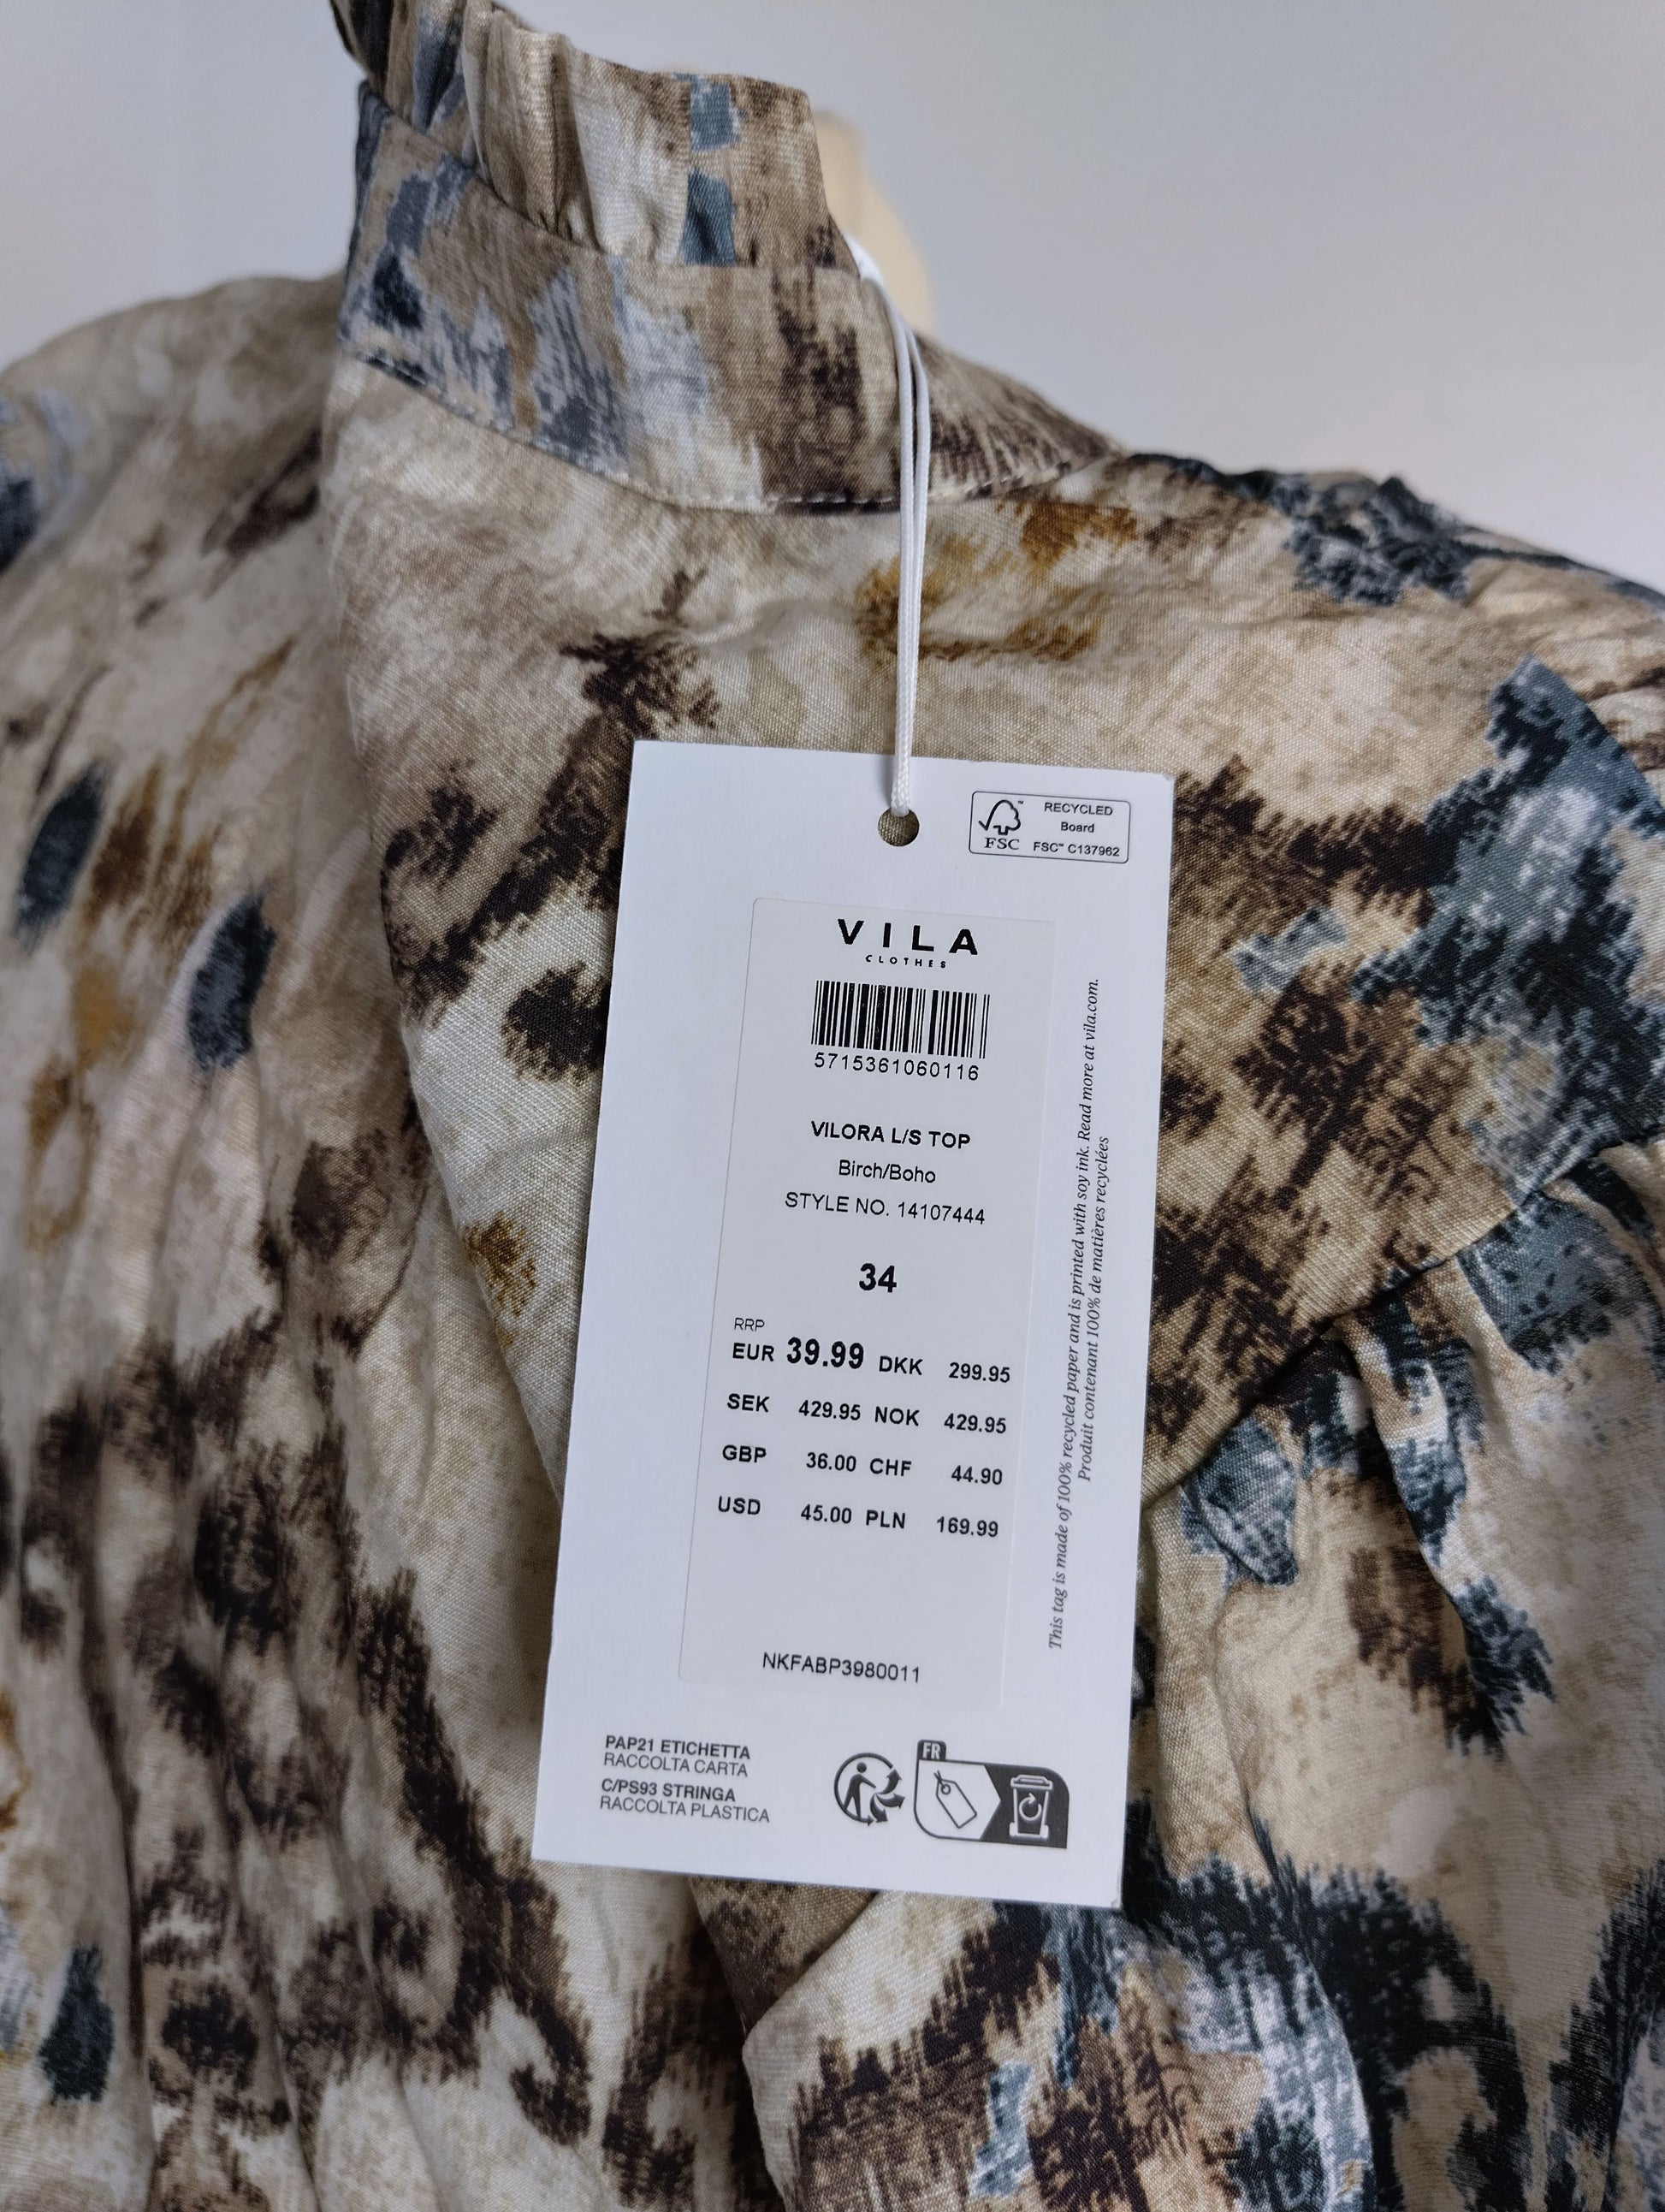 FSC™
RECYCLED
Board
FSC™ C137962
VILA
CLOTHES
5715361060116
VILORA L/S TOP
Birch/Boho
STYLE NO. 14107444
34
RRP
EUR 39.99 DKK 299.95
SEK 429.95 NOK 429.95
GBP 36.00 CHF 44.90
USD 45.00 PLN 169.99
NKFABP3980011
This tag is made of 100% recycled paper and is printed with soy ink. Read more at vila.com.
Produit contenant 100% de matières recyclées
PAP21 ETICHETTA
RACCOLTA CARTA
C/PS93 STRINGA
RACCOLTA PLASTICA
FR